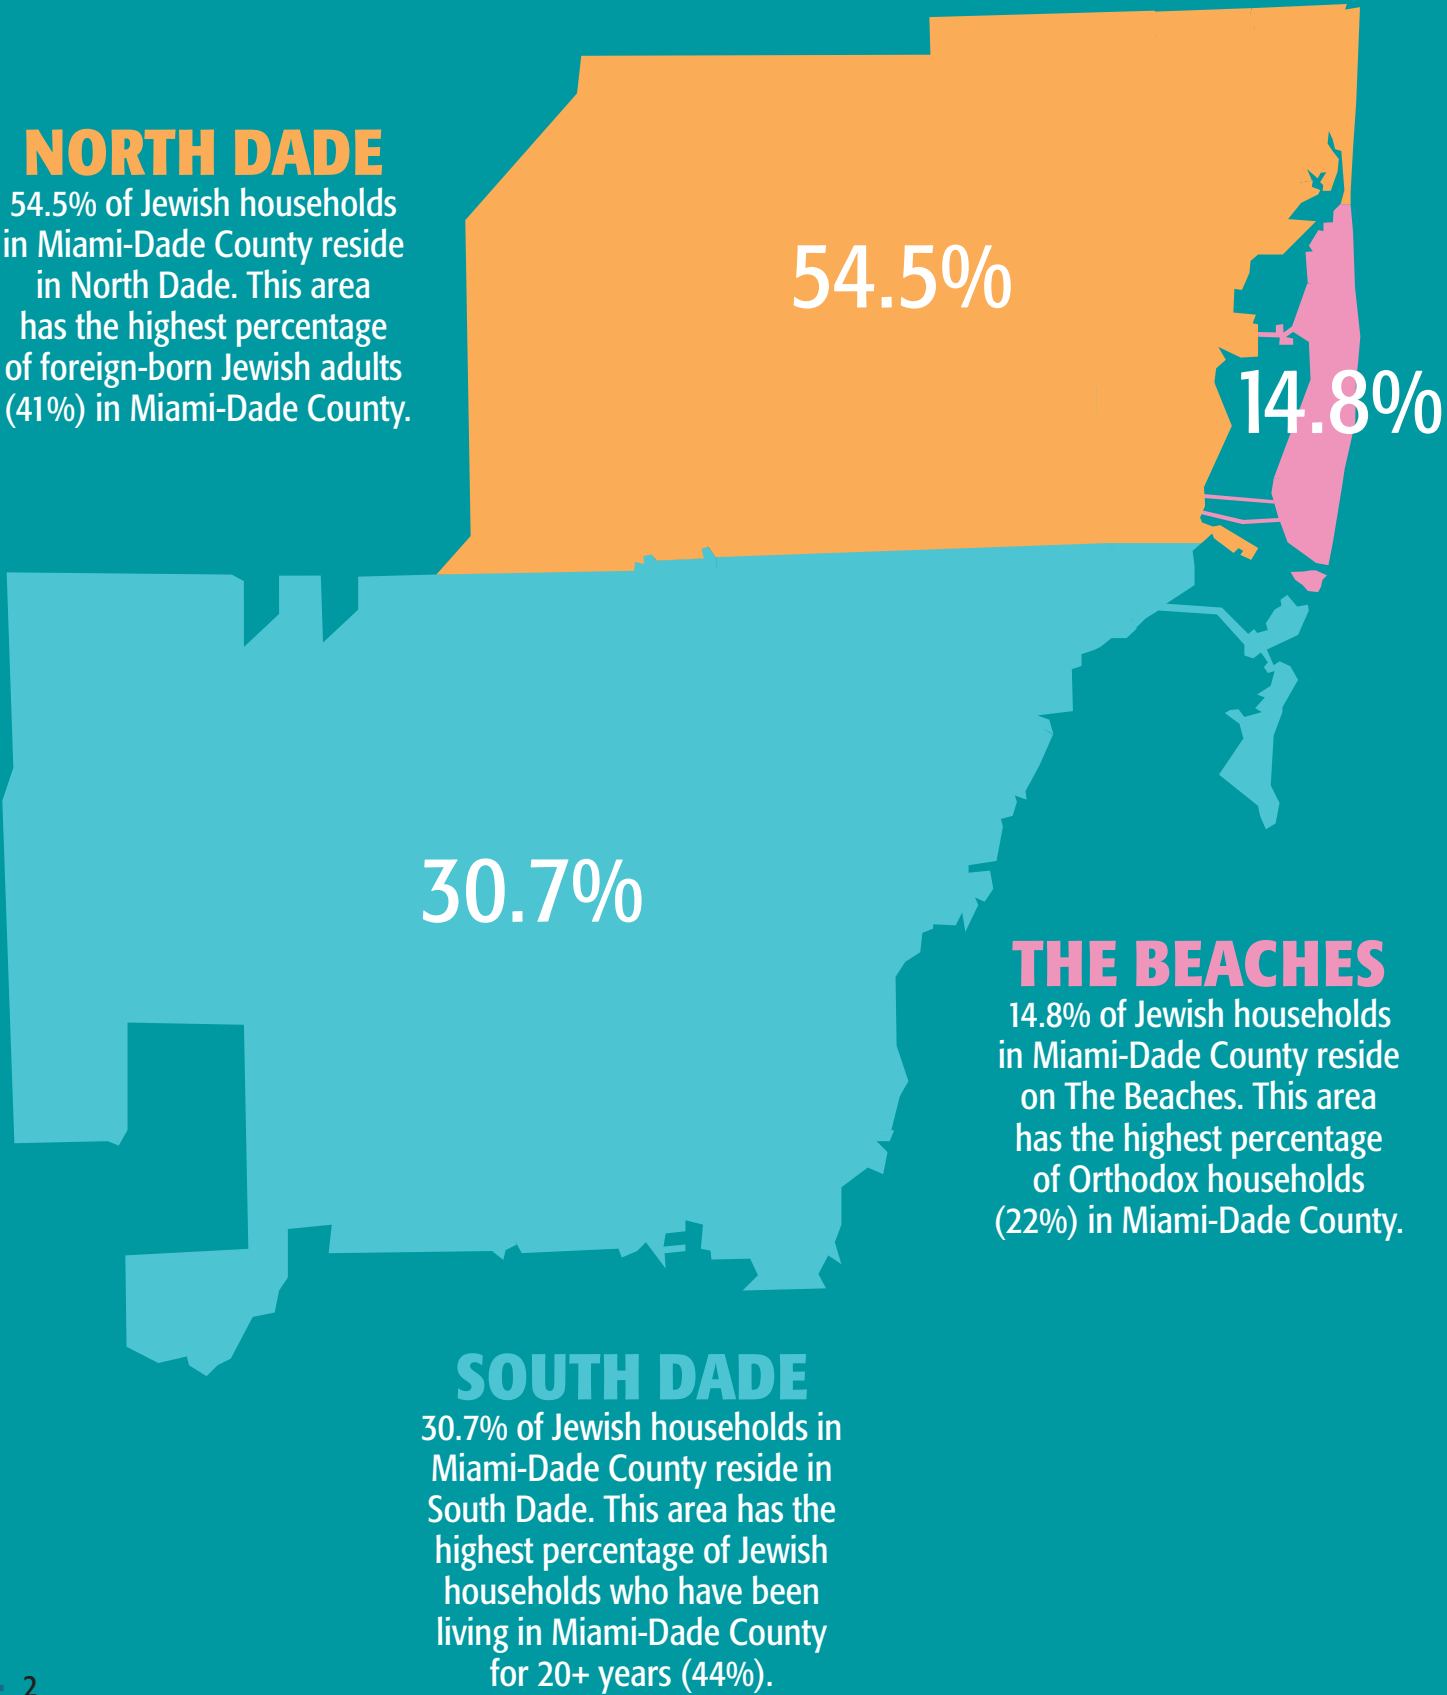 NORTH DADE
54.5% of Jewish households
in Miami-Dade County reside
in North Dade. This area
has the highest percentage
of foreign-born Jewish adults
(41%) in Miami-Dade County.
54.5%
14.8%
30.7%
THE BEACHES
14.8% of Jewish households
in Miami-Dade County reside
on The Beaches. This area
has the highest percentage
of Orthodox households
(22%) in Miami-Dade County.
SOUTH DADE
30.7% of Jewish households in
Miami-Dade County reside in
South Dade. This area has the
highest percentage of Jewish
households who have been
living in Miami-Dade County
for 20+ years (44%).
2